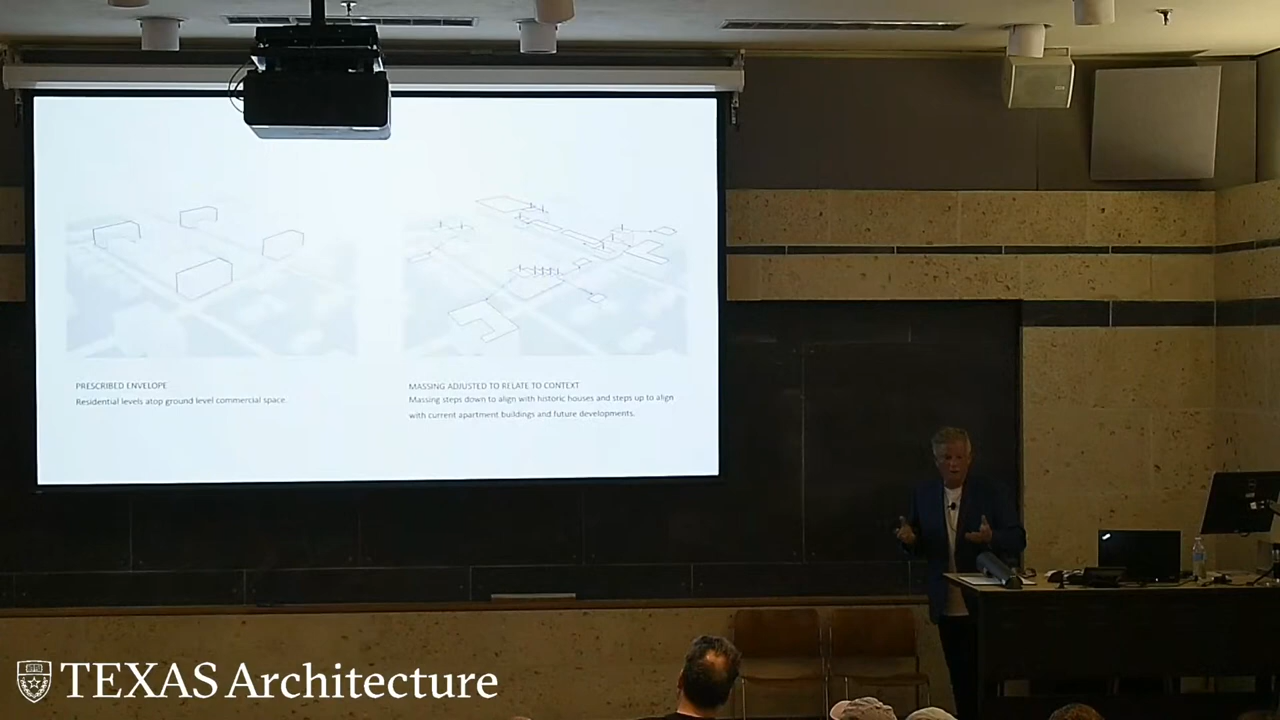 PRESCRIBED ENVELOPE
Residential levels atop ground level commercial space.
MASSING ADJUSTED TO RELATE TO CONTEXT
Massing steps down to align with historic houses and steps up to align
with current apartment buildings and future developments.
TEXAS Architecture